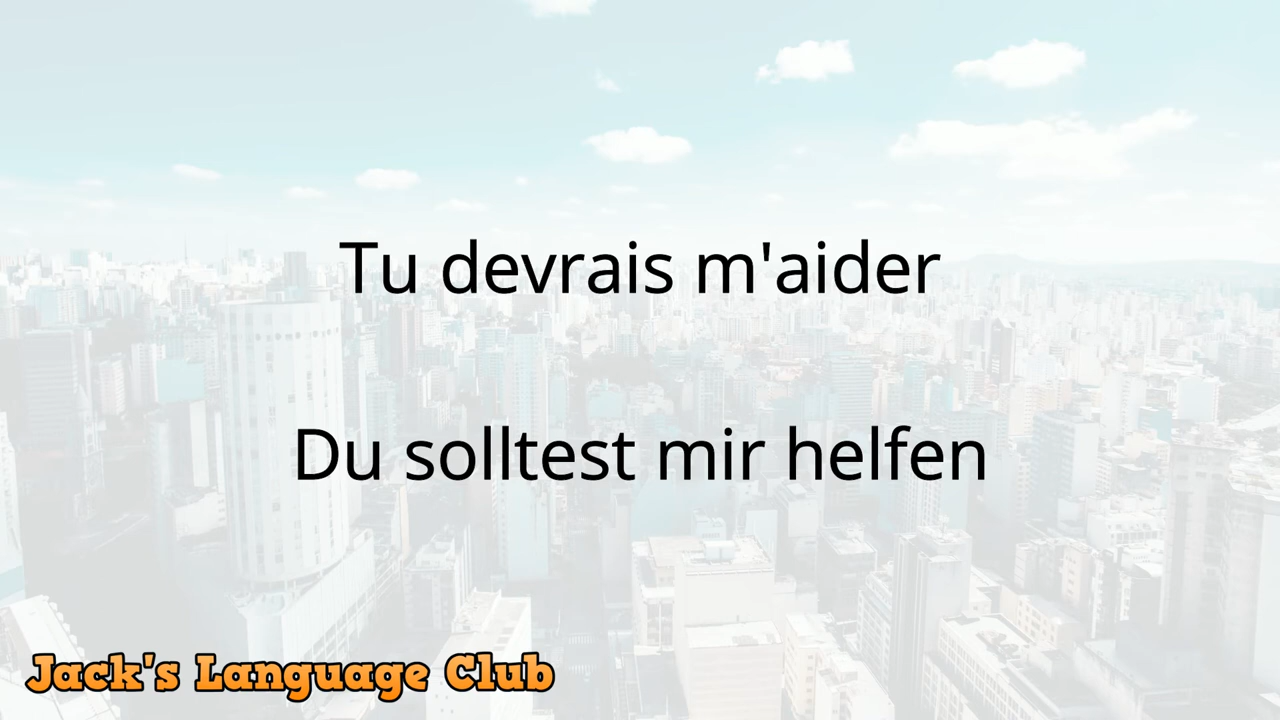 Tu devrais m'aider
Du solltest mir helfen
Jack's Language Club